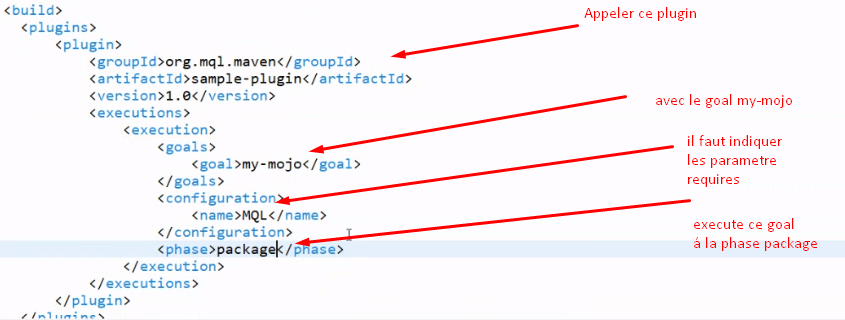 <build>
<plugins>
<plugin>
<groupId>org.mql.maven</groupId>
<artifactId>sample-plugin</artifactId>
<version>1.0</version>
<executions>
<execution>
<goals>
<goal>my-mojo</goal>
</goals>
<configuration>
<name>MQL</name>
</configuration>
<phase>package</phase>
</execution>
</executions>
</plugin>
</plugins>
Appeler ce plugin
avec le goal my-mojo
il faut indiquer
les parametre
requires
execute ce goal
á la phase package